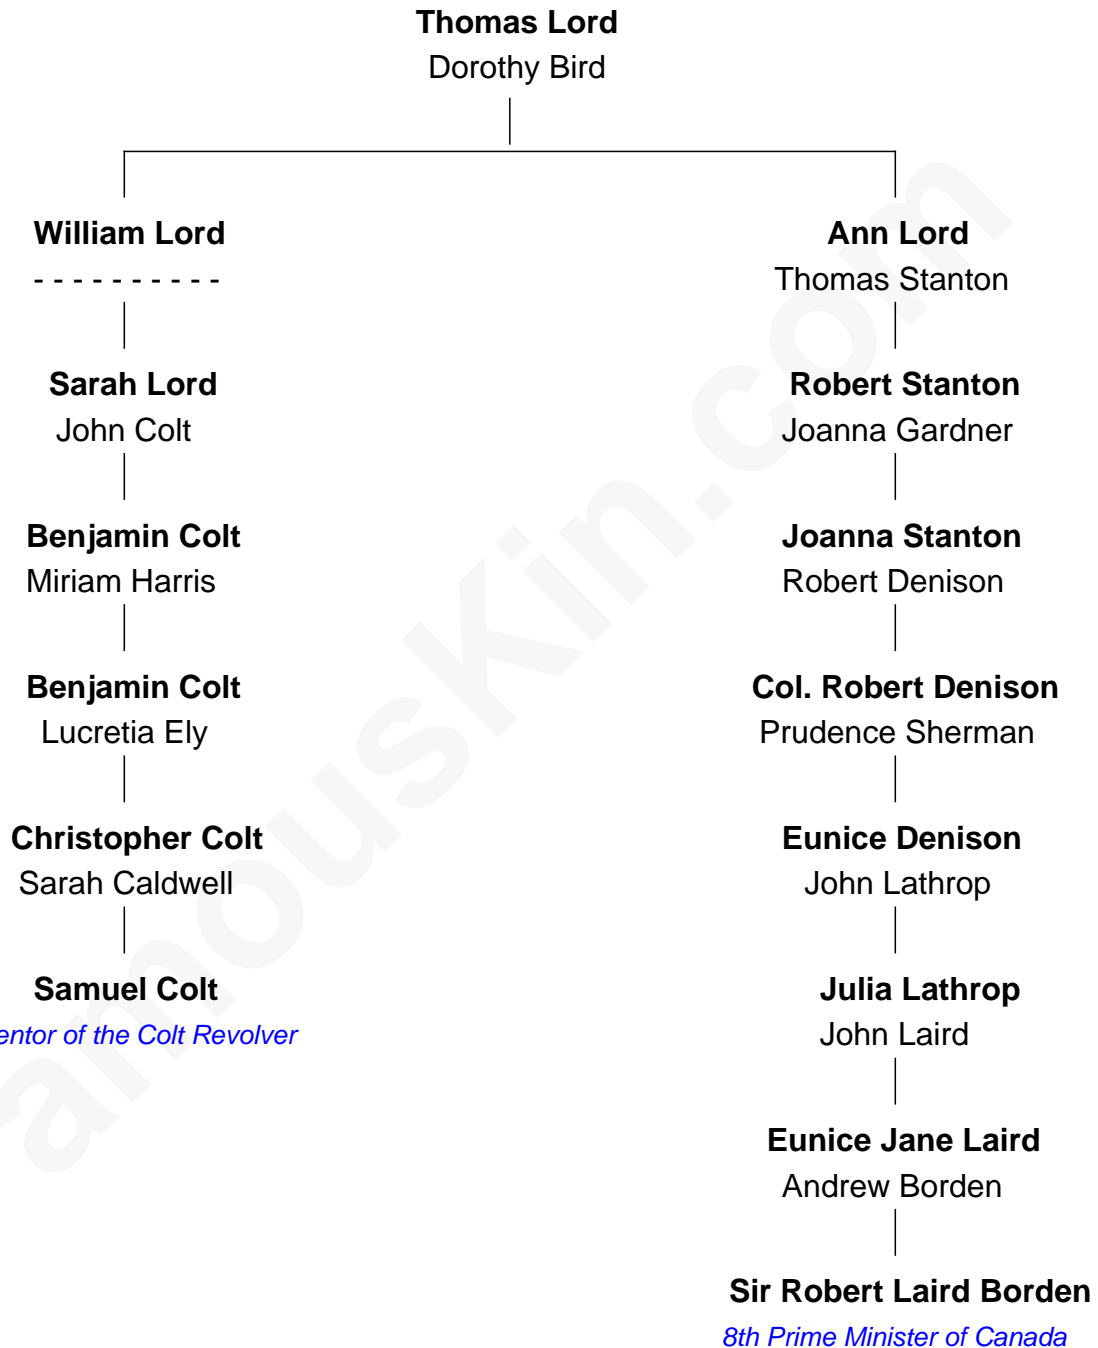 Thomas Lord
Dorothy Bird
William Lord
- - - - - - - - - -
Sarah Lord
John Colt
Benjamin Colt
Miriam Harris
Benjamin Colt
Lucretia Ely
Christopher Colt
Sarah Caldwell
Samuel Colt
of the Colt Revolver
Ann Lord
Thomas Stanton
Robert Stanton
Joanna Gardner
Joanna Stanton
Robert Denison
Col. Robert Denison
Prudence Sherman
Eunice Denison
John Lathrop
Julia Lathrop
John Laird
Eunice Jane Laird
Andrew Borden
Sir Robert Laird Borden
8th Prime Minister of Canada
amousKin.com